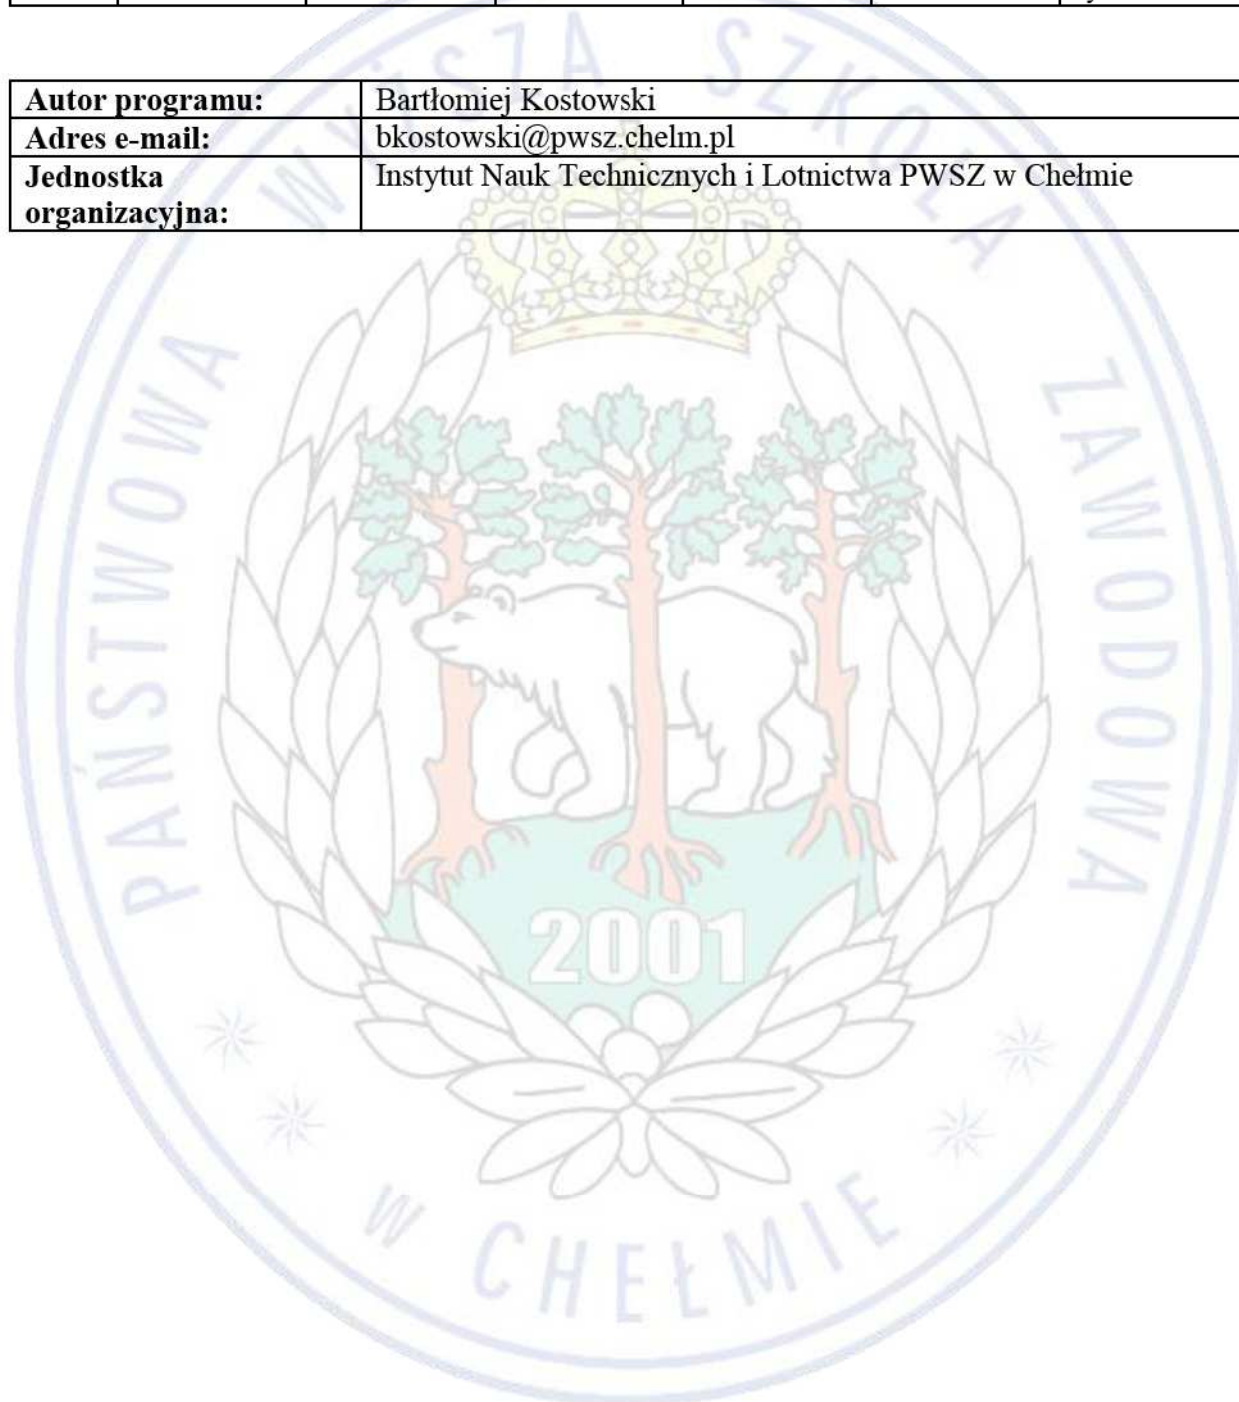 Autor programu: Bartłomiej Kostowski
Adres e-mail: bkostowski@pwsz.chelm.pl
Jednostka organizacyjna: Instytut Nauk Technicznych i Lotnictwa PWSZ w Chełmie
PAŃSTWOWA WYŻSZA SZKOŁA ZAWODOWA
2001
W CHEŁMIE